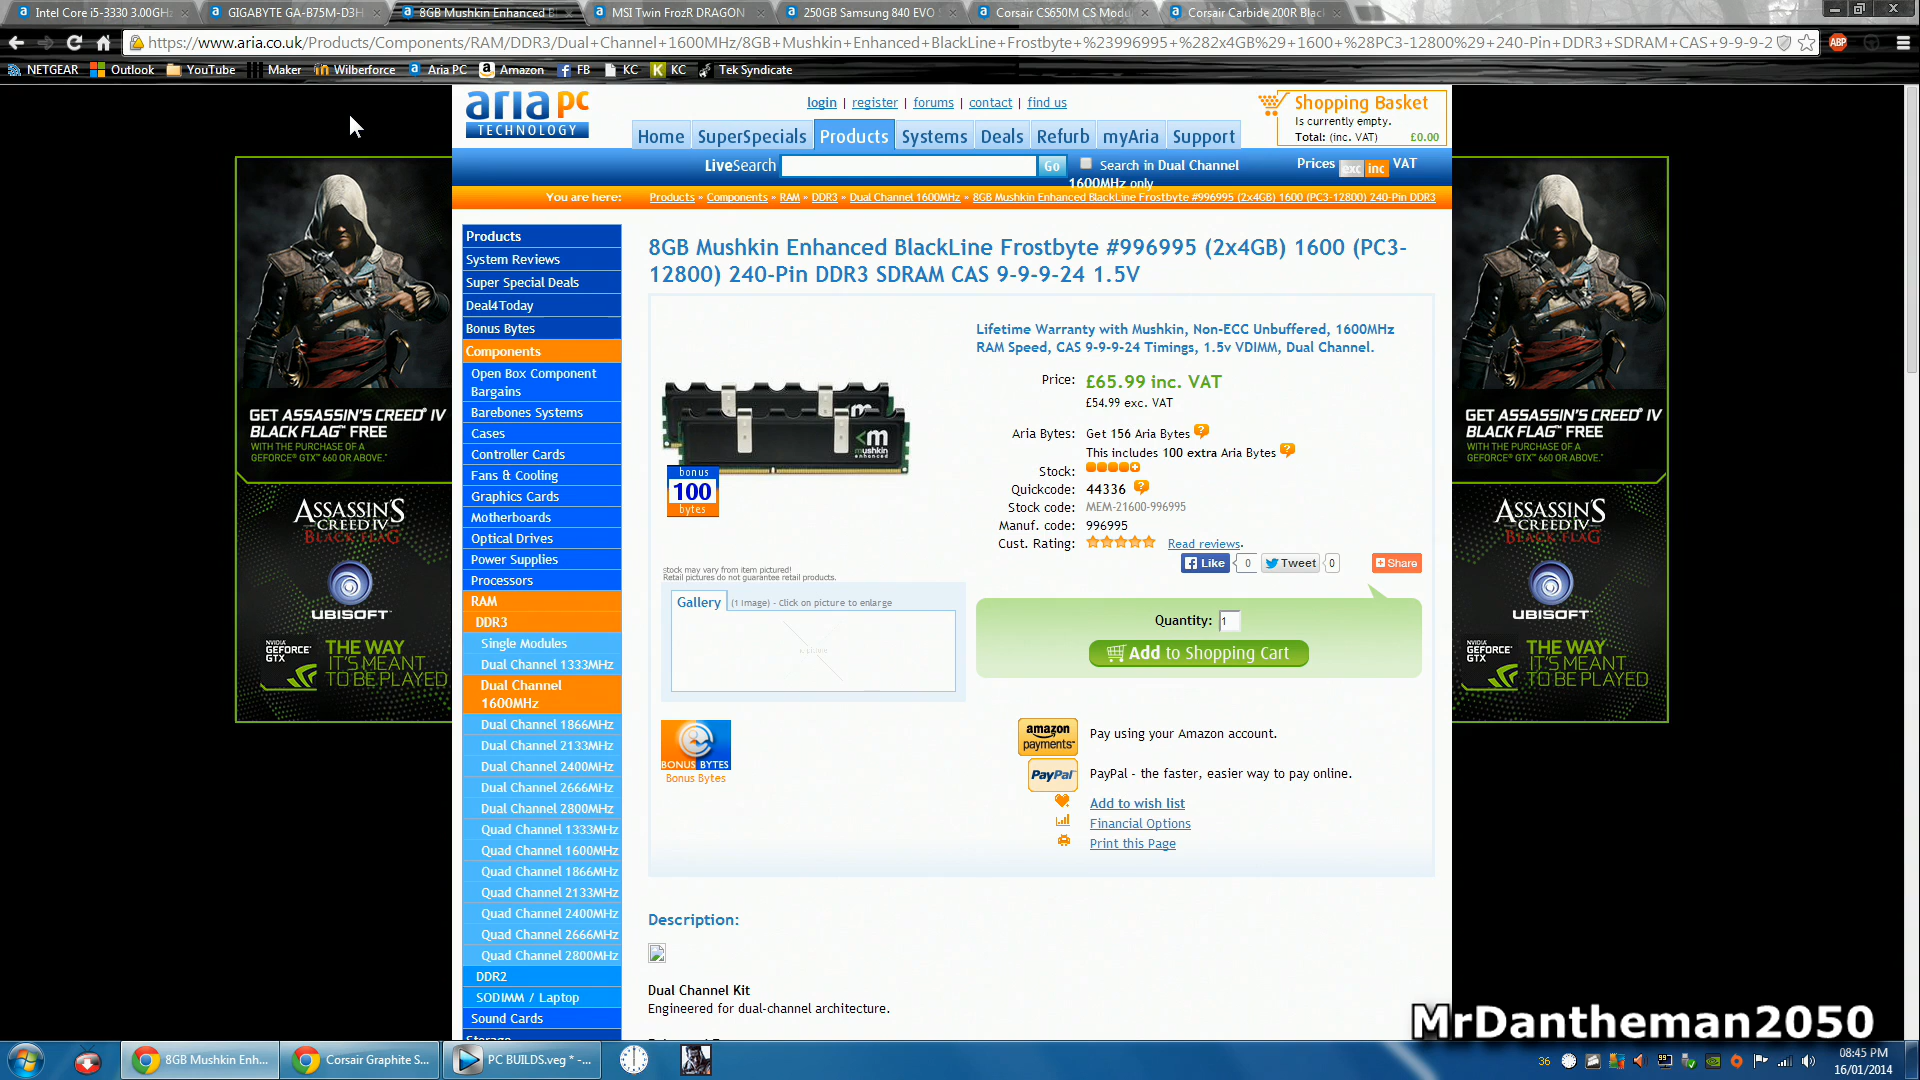 Intel Core i5-3330 3.00GHz
GIGABYTE GA-B75M-D3H
8GB Mushkin Enhanced B
MSI Twin FrozR DRAGON
250GB Samsung 840 EVO
Corsair CS650M CS Modu
Corsair Carbide 200R Blac
https://www.aria.co.uk/Products/Components/RAM/DDR3/Dual+Channel+1600MHz/8GB+Mushkin+Enhanced+BlackLine+Frostbyte+%23996995+%282x4GB%29+1600+%28PC3-12800%29+240-Pin+DDR3+SDRAM+CAS+9-9-9-2
ABP
NETGEAR Outlook YouTube Maker Wilberforce Aria PC Amazon FB KC KC Tek Syndicate
aria pc
TECHNOLOGY
login | register | forums | contact | find us
Shopping Basket
Is currently empty.
Total: (inc. VAT) £0.00
Home SuperSpecials Products Systems Deals Refurb myAria Support
LiveSearch Go Search in Dual Channel 1600MHz only
Prices exc inc VAT
You are here: Products » Components » RAM » DDR3 » Dual Channel 1600MHz » 8GB Mushkin Enhanced BlackLine Frostbyte #996995 (2x4GB) 1600 (PC3-12800) 240-Pin DDR3
Products
System Reviews
Super Special Deals
Deal4Today
Bonus Bytes
Components
Open Box Component
Bargains
Barebones Systems
Cases
Controller Cards
Fans & Cooling
Graphics Cards
Motherboards
Optical Drives
Power Supplies
Processors
RAM
DDR3
Single Modules
Dual Channel 1333MHz
Dual Channel
1600MHz
Dual Channel 1866MHz
Dual Channel 2133MHz
Dual Channel 2400MHz
Dual Channel 2666MHz
Dual Channel 2800MHz
Quad Channel 1333MHz
Quad Channel 1600MHz
Quad Channel 1866MHz
Quad Channel 2133MHz
Quad Channel 2400MHz
Quad Channel 2666MHz
Quad Channel 2800MHz
DDR2
SODIMM / Laptop
Sound Cards
Storage
8GB Mushkin Enhanced BlackLine Frostbyte #996995 (2x4GB) 1600 (PC3-
12800) 240-Pin DDR3 SDRAM CAS 9-9-9-24 1.5V
m
mushkin
enhanced
bonus
100
bytes
stock may vary from item pictured!
Retail pictures do not guarantee retail products.
Gallery (1 Image) - Click on picture to enlarge
BONUS BYTES
Bonus Bytes
Lifetime Warranty with Mushkin, Non-ECC Unbuffered, 1600MHz
RAM Speed, CAS 9-9-9-24 Timings, 1.5v VDIMM, Dual Channel.
Price: £65.99 inc. VAT
£54.99 exc. VAT
Aria Bytes: Get 156 Aria Bytes
This includes 100 extra Aria Bytes
Stock:
Quickcode: 44336
Stock code: MEM-21600-996995
Manuf. code: 996995
Cust. Rating: Read reviews.
Like 0 Tweet 0 Share
Quantity: 1
Add to Shopping Cart
amazon payments Pay using your Amazon account.
PayPal PayPal - the faster, easier way to pay online.
Add to wish list
Financial Options
Print this Page
Description:
Dual Channel Kit
Engineered for dual-channel architecture.
GET ASSASSIN'S CREED® IV
BLACK FLAG™ FREE
WITH THE PURCHASE OF A
GEFORCE® GTX™ 660 OR ABOVE.*
ASSASSIN'S
CREED IV
BLACK FLAG
UBISOFT
NVIDIA
GEFORCE
GTX
THE WAY
IT'S MEANT
TO BE PLAYED
GET ASSASSIN'S CREED® IV
BLACK FLAG™ FREE
WITH THE PURCHASE OF A
GEFORCE® GTX™ 660 OR ABOVE.*
ASSASSIN'S
CREED IV
BLACK FLAG
UBISOFT
NVIDIA
GEFORCE
GTX
THE WAY
IT'S MEANT
TO BE PLAYED
MrDantheman2050
8GB Mushkin Enh...
Corsair Graphite S...
PC BUILDS.veg * -...
36
08:45 PM
16/01/2014